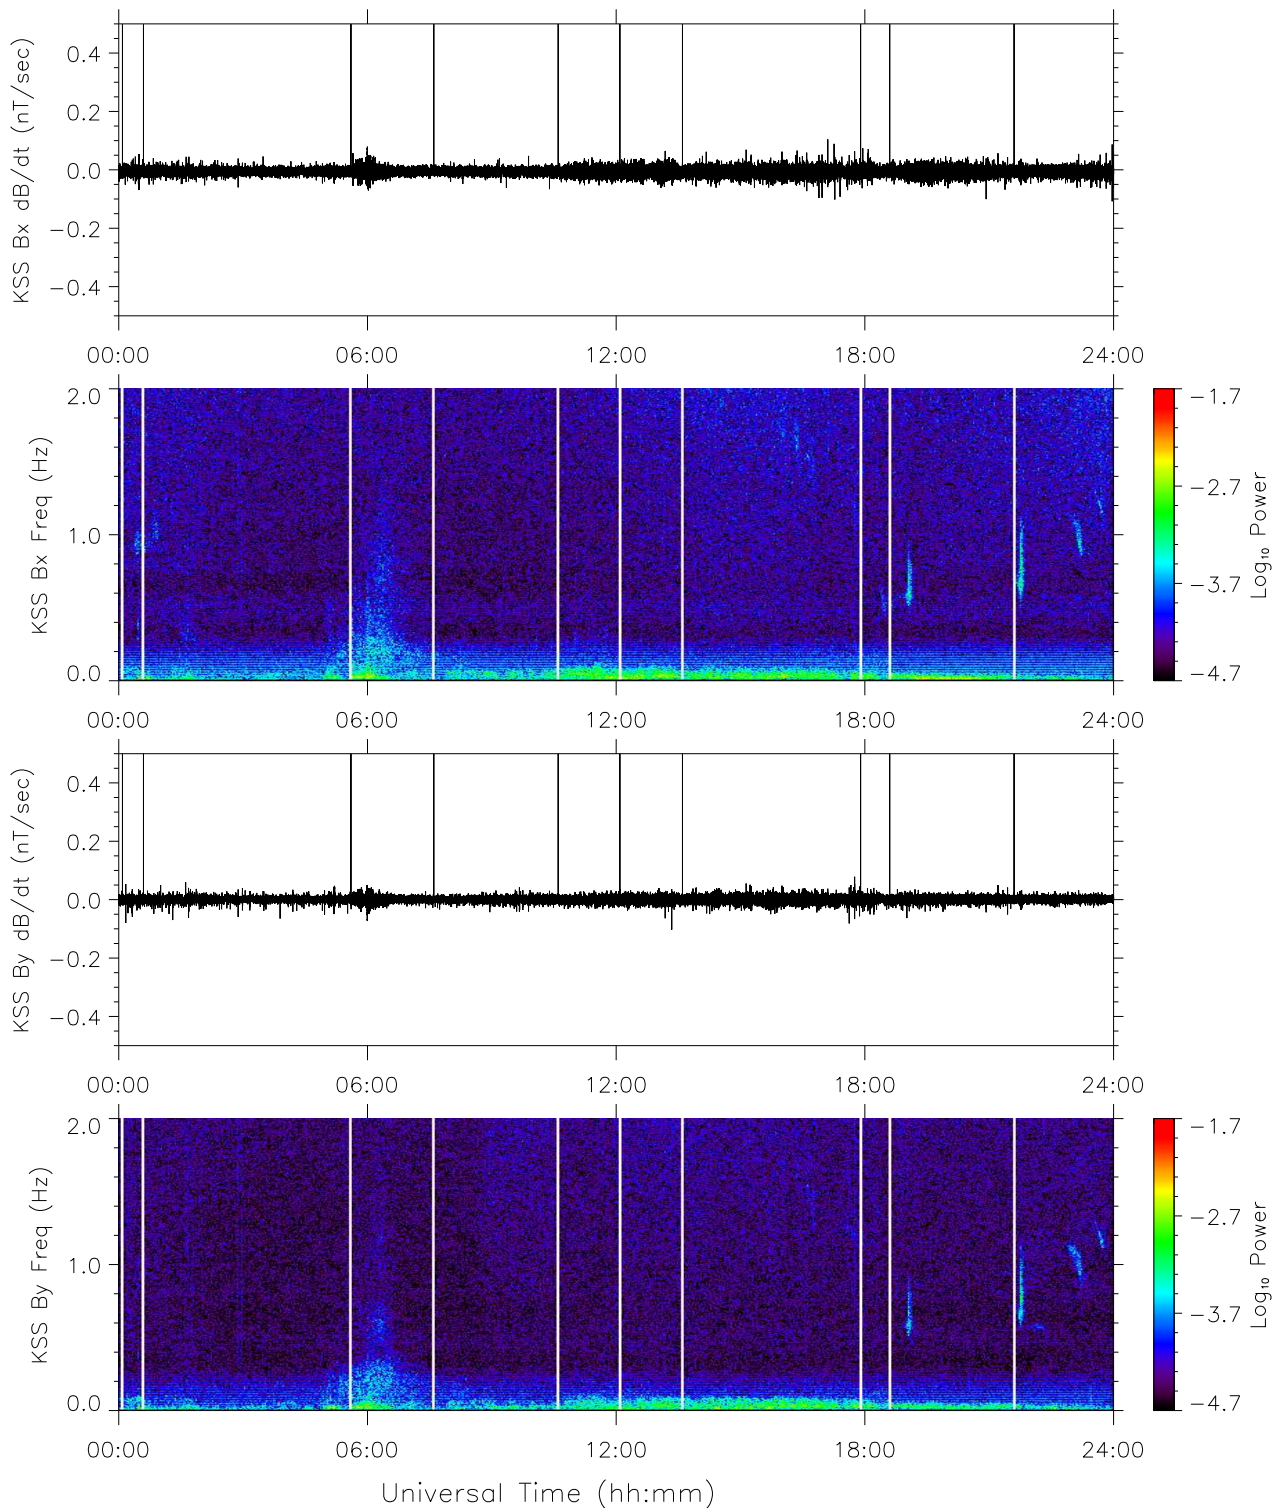 KSS Bx dB/dt (nT/sec)
0.4
0.2
0.0
−0.2
−0.4
00:00 06:00 12:00 18:00 24:00
KSS Bx Freq (Hz)
2.0
1.0
0.0
00:00 06:00 12:00 18:00 24:00
−1.7
−2.7
−3.7
−4.7
Log10 Power
KSS By dB/dt (nT/sec)
0.4
0.2
0.0
−0.2
−0.4
00:00 06:00 12:00 18:00 24:00
KSS By Freq (Hz)
2.0
1.0
0.0
00:00 06:00 12:00 18:00 24:00
−1.7
−2.7
−3.7
−4.7
Log10 Power
Universal Time (hh:mm)